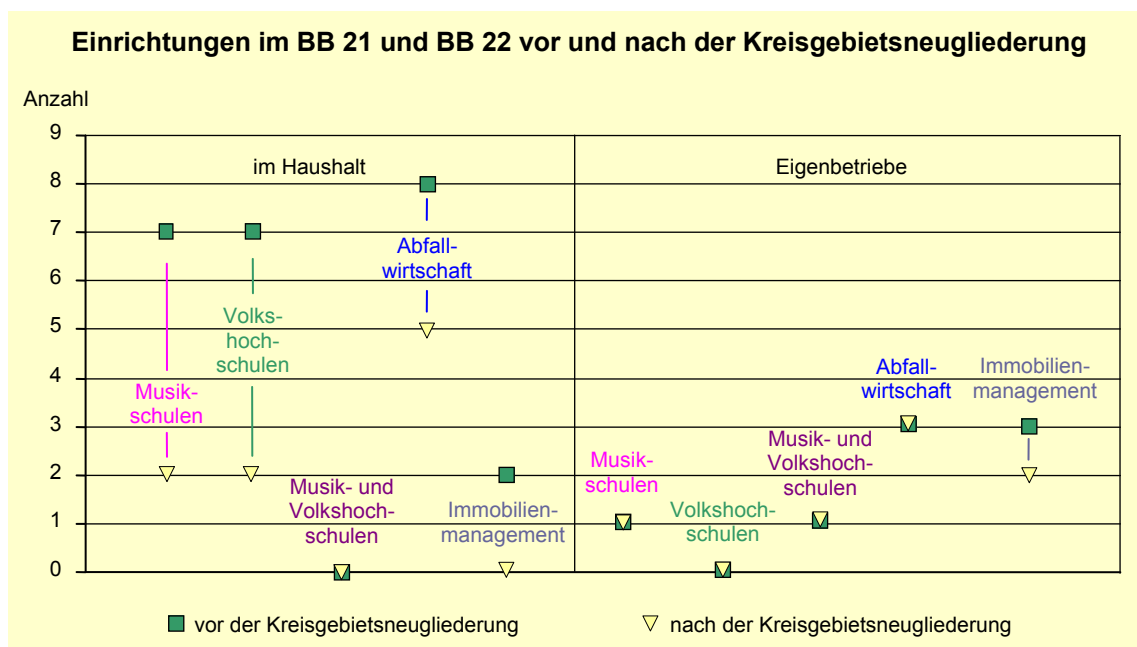 Einrichtungen im BB 21 und BB 22 vor und nach der Kreisgebietsneugliederung
Anzahl
9
8
7
6
5
4
3
2
1
0
im Haushalt
Musik-
schulen
Volks-
hoch-
schulen
Musik- und
Volkshoch-
schulen
Abfall-
wirtschaft
Immobilien-
management
Eigenbetriebe
Musik-
schulen
Volkshoch-
schulen
Musik- und
Volkshoch-
schulen
Abfall-
wirtschaft
Immobilien-
management
vor der Kreisgebietsneugliederung
nach der Kreisgebietsneugliederung